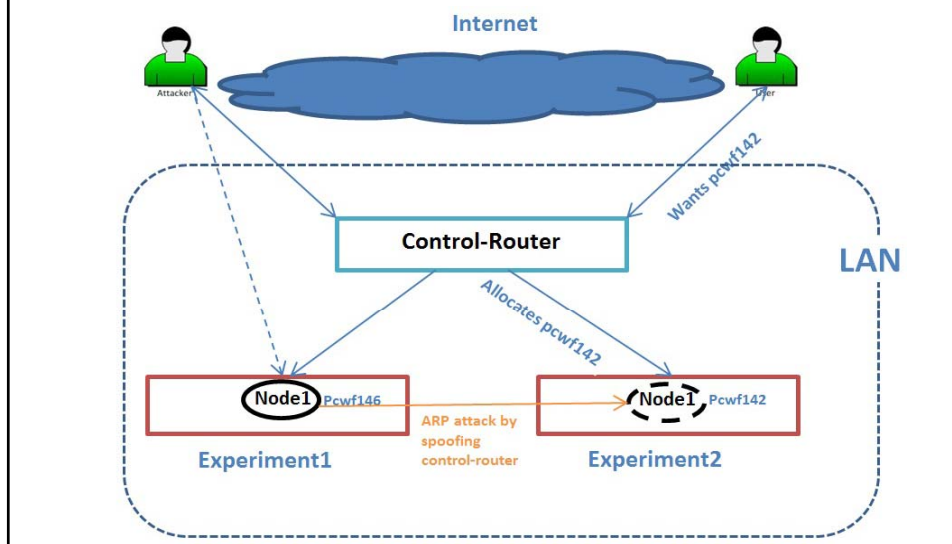 Internet
Attacker
User
Wants pcwf142
Control-Router
LAN
Allocates pcwf142
Node1
Pcwf146
Node1
Pcwf142
ARP attack by
spoofing
control-router
Experiment1
Experiment2